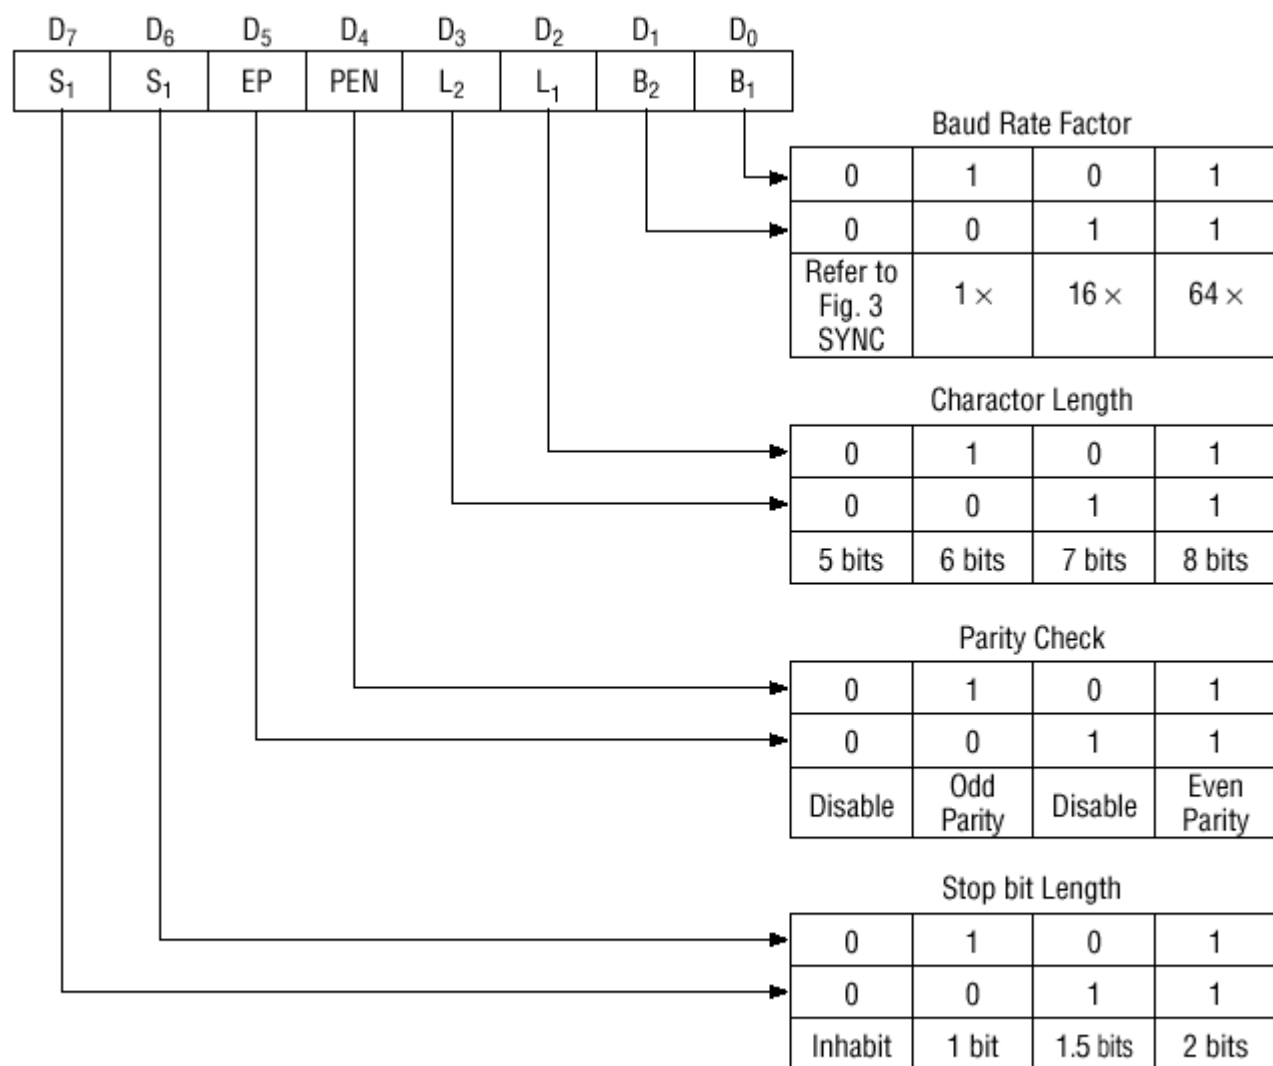 D₇ D₆ D₅ D₄ D₃ D₂ D₁ D₀
S₁ S₁ EP PEN L₂ L₁ B₂ B₁
Baud Rate Factor
0 1 0 1
0 0 1 1
Refer to
Fig. 3
SYNC
1 × 16 × 64 ×
Charactor Length
0 1 0 1
0 0 1 1
5 bits 6 bits 7 bits 8 bits
Parity Check
0 1 0 1
0 0 1 1
Disable Odd Parity Disable Even Parity
Stop bit Length
0 1 0 1
0 0 1 1
Inhabit 1 bit 1.5 bits 2 bits